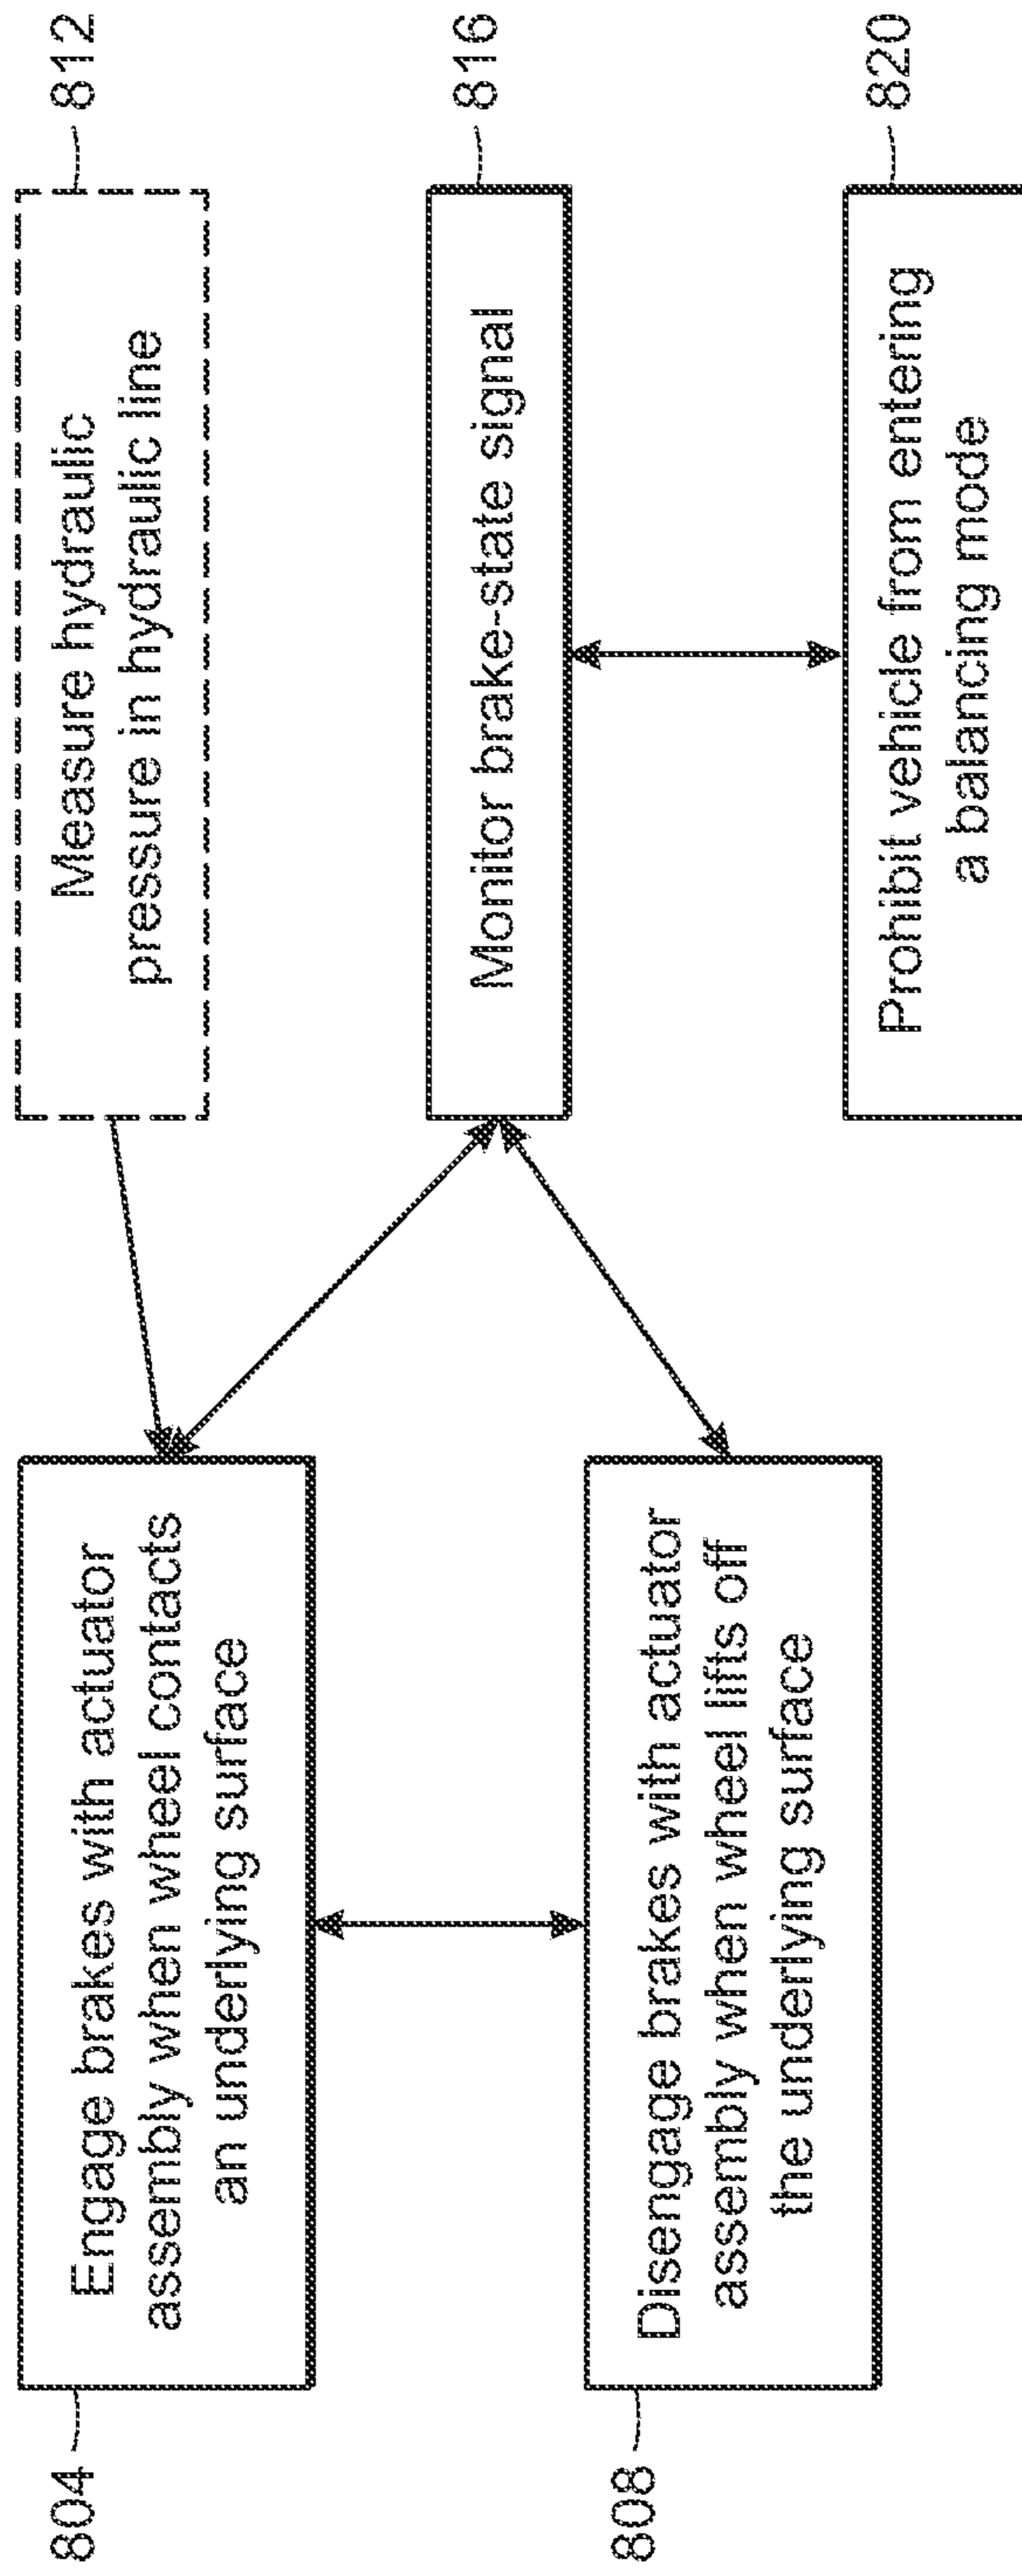 804
Engage brakes with actuator
assembly when wheel contacts
an underlying surface
808
Disengage brakes with actuator
assembly when wheel lifts off
the underlying surface
Measure hydraulic
pressure in hydraulic line
812
Monitor brake-state signal
816
Prohibit vehicle from entering
a balancing mode
820